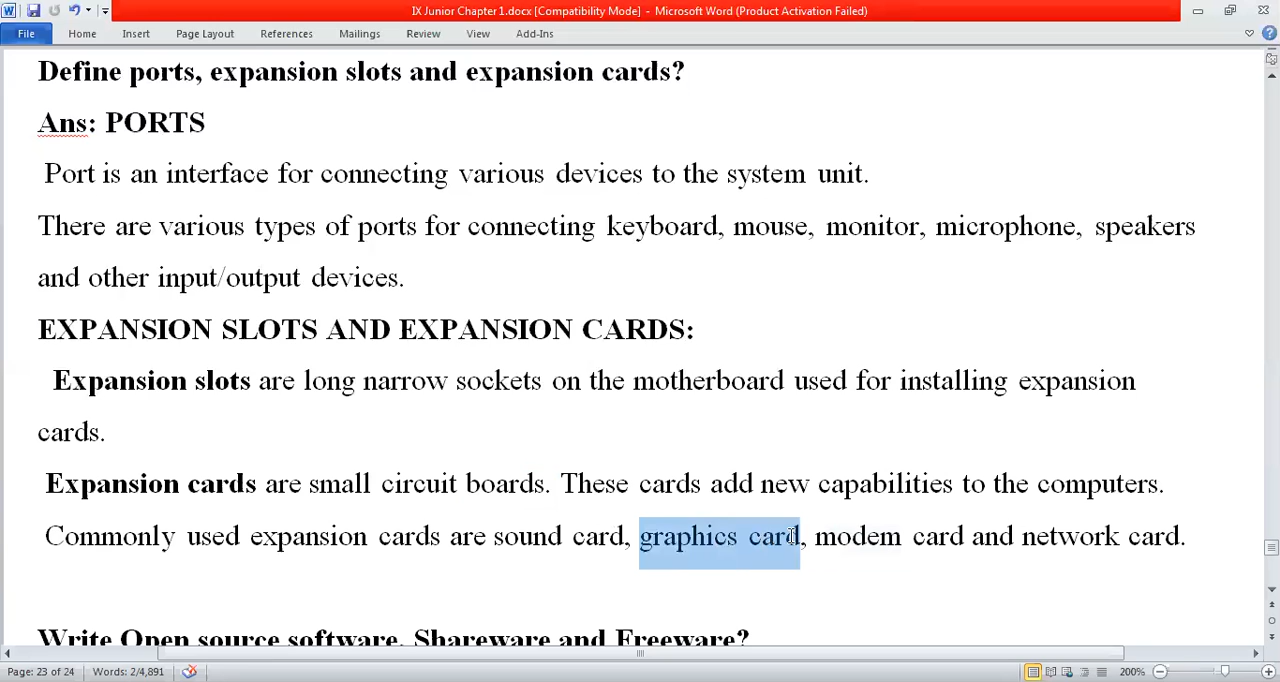 IX Junior Chapter 1.docx [Compatibility Mode] - Microsoft Word (Product Activation Failed)
File Home Insert Page Layout References Mailings Review View Add-Ins
Define ports, expansion slots and expansion cards?
Ans: PORTS
Port is an interface for connecting various devices to the system unit.
There are various types of ports for connecting keyboard, mouse, monitor, microphone, speakers
and other input/output devices.
EXPANSION SLOTS AND EXPANSION CARDS:
Expansion slots are long narrow sockets on the motherboard used for installing expansion
cards.
Expansion cards are small circuit boards. These cards add new capabilities to the computers.
Commonly used expansion cards are sound card, graphics card, modem card and network card.
Write Open source software, Shareware and Freeware?
Page: 23 of 24 Words: 2/4,891 200%